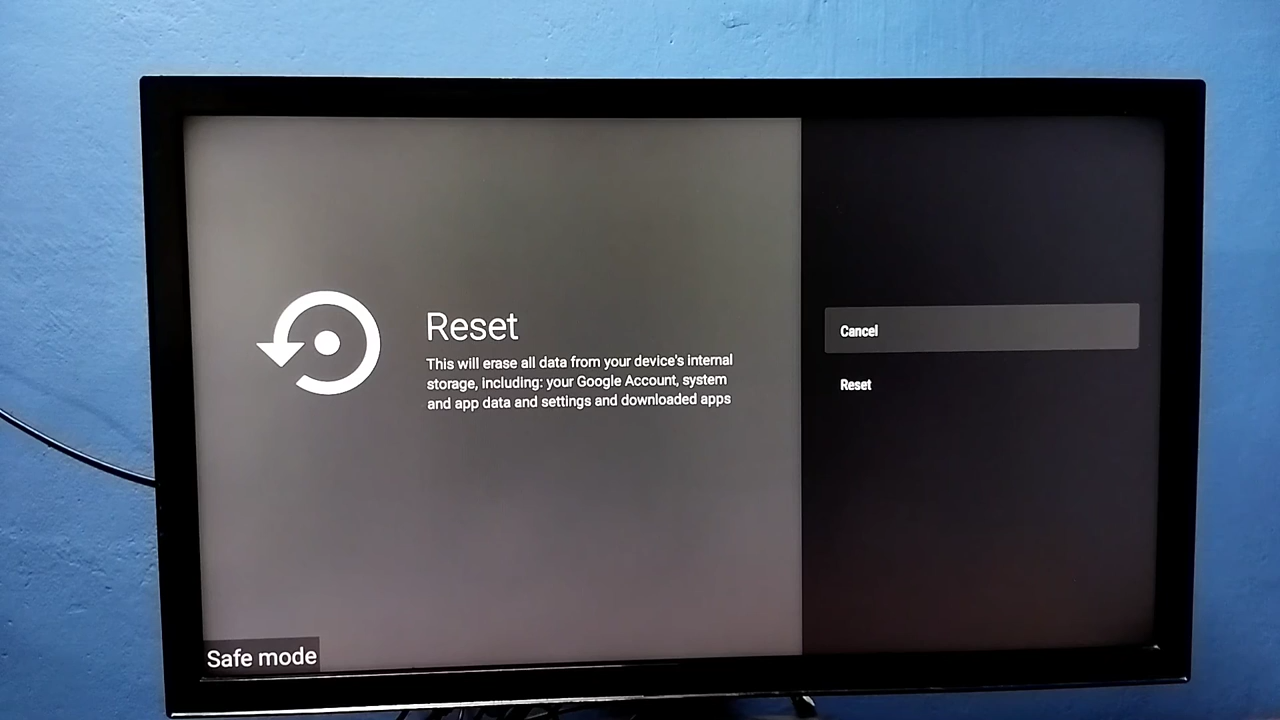 Reset
This will erase all data from your device's internal
storage, including: your Google Account, system
and app data and settings and downloaded apps
Cancel
Reset
Safe mode